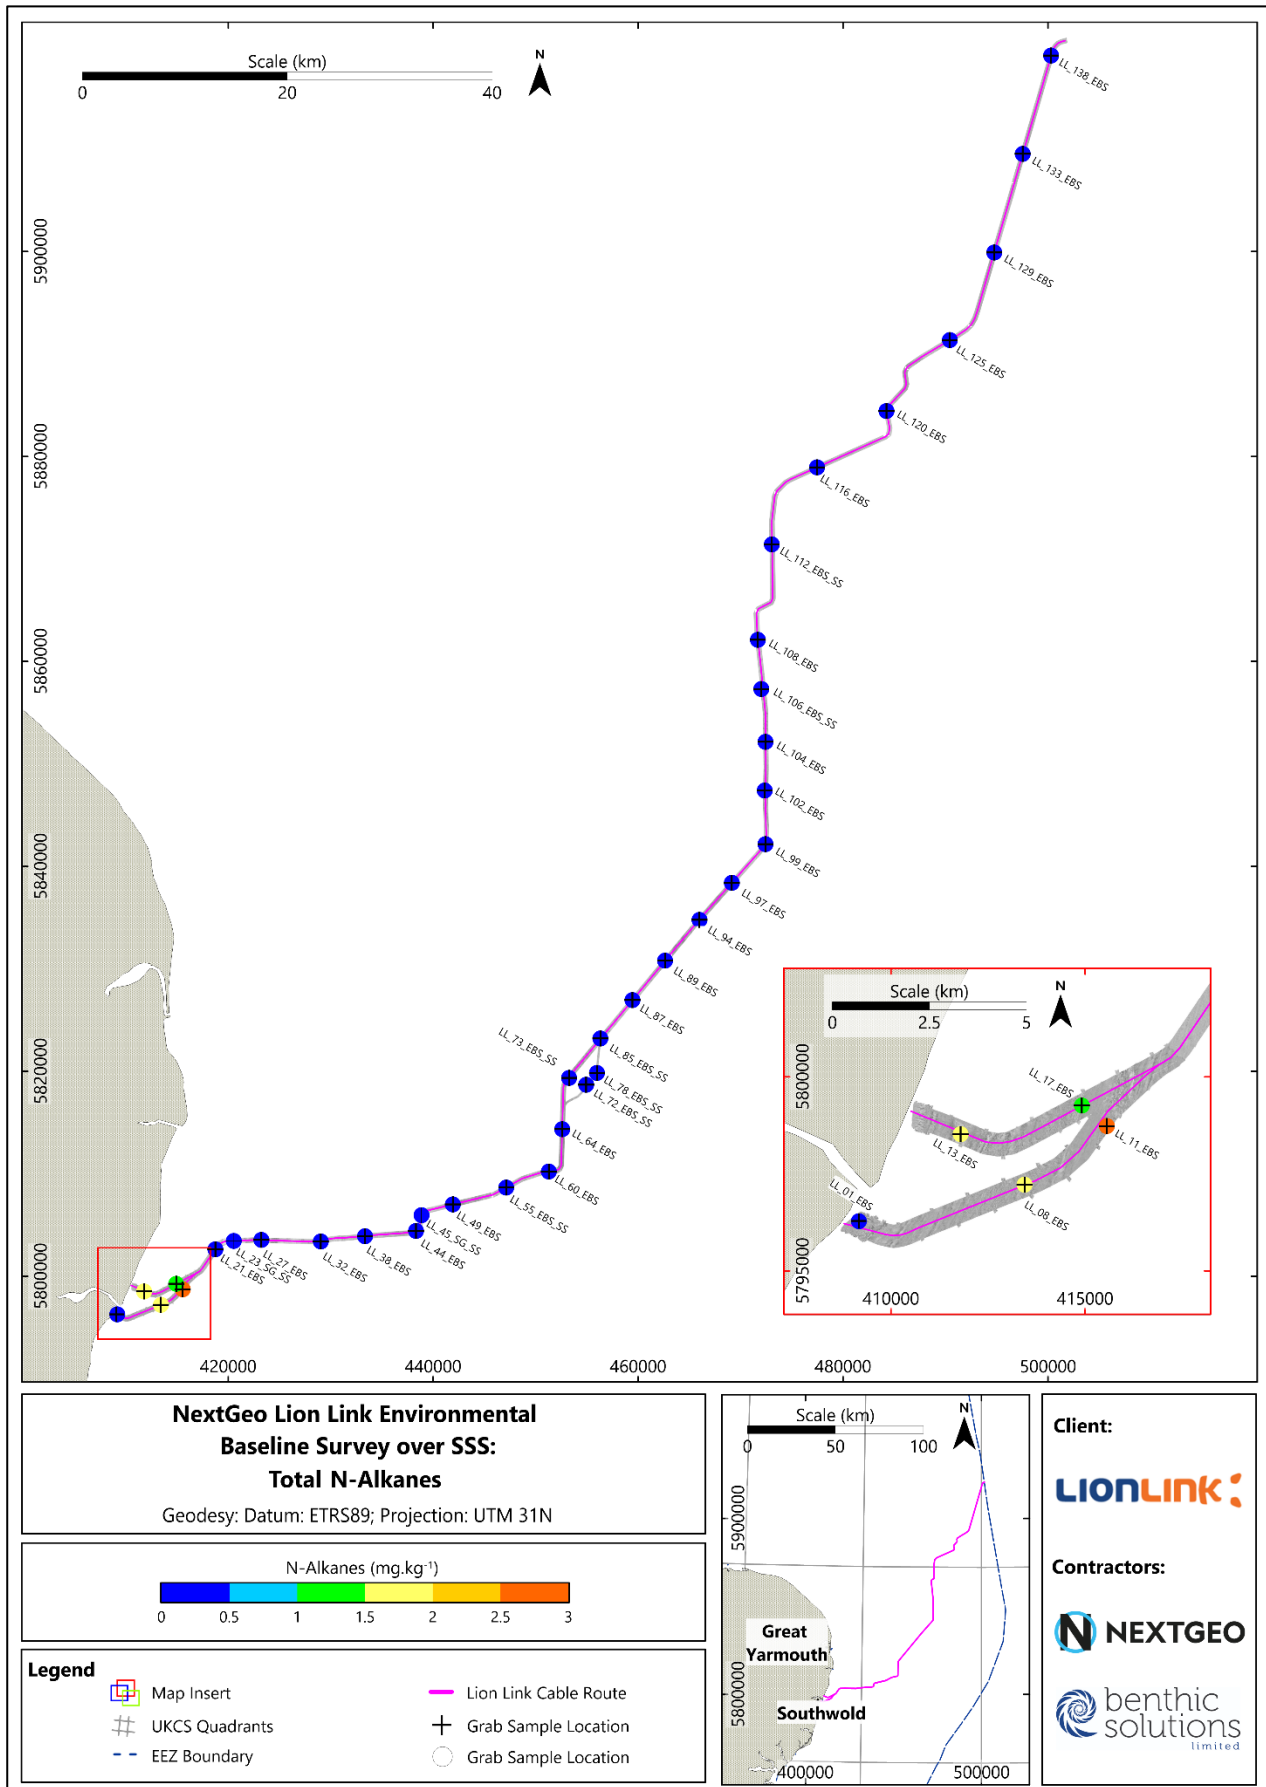 Scale (km)
0
20
40
N
LL_138_EBS
LL_133_EBS
LL_129_EBS
LL_125_EBS
LL_120_EBS
LL_116_EBS
LL_112_EBS_SS
LL_108_EBS
LL_106_EBS_SS
LL_104_EBS
LL_102_EBS
LL_99_EBS
LL_97_EBS
LL_94_EBS
LL_89_EBS
LL_87_EBS
LL_85_EBS_SS
LL_73_EBS_SS
LL_78_EBS_SS
LL_72_EBS_SS
LL_64_EBS
LL_60_EBS
LL_55_EBS_SS
LL_49_EBS
LL_45_SG_SS
LL_44_EBS
LL_38_EBS
LL_32_EBS
LL_27_EBS
LL_23_SG_SS
LL_21_EBS
5900000
5880000
5860000
5840000
5820000
5800000
420000
440000
460000
480000
500000
Scale (km)
0
2.5
5
N
LL_17_EBS
LL_13_EBS
LL_11_EBS
LL_01_EBS
LL_08_EBS
5800000
5795000
410000
415000
NextGeo Lion Link Environmental
Baseline Survey over SSS:
Total N-Alkanes
Geodesy: Datum: ETRS89; Projection: UTM 31N
N-Alkanes (mg.kg⁻¹)
0
0.5
1
1.5
2
2.5
3
Legend
Map Insert
UKCS Quadrants
EEZ Boundary
Lion Link Cable Route
Grab Sample Location
Grab Sample Location
Scale (km)
0
50
100
N
5900000
5800000
Great
Yarmouth
Southwold
400000
500000
Client:
LIONLINK
Contractors:
N NEXTGEO
benthic
solutions
limited